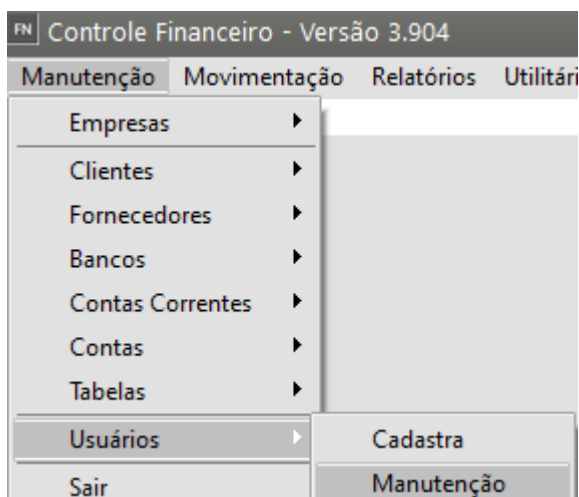 FN Controle Financeiro - Versão 3.904
Manutenção Movimentação Relatórios Utilitári
Empresas
Clientes
Fornecedores
Bancos
Contas Correntes
Contas
Tabelas
Usuários
Cadastra
Sair
Manutenção